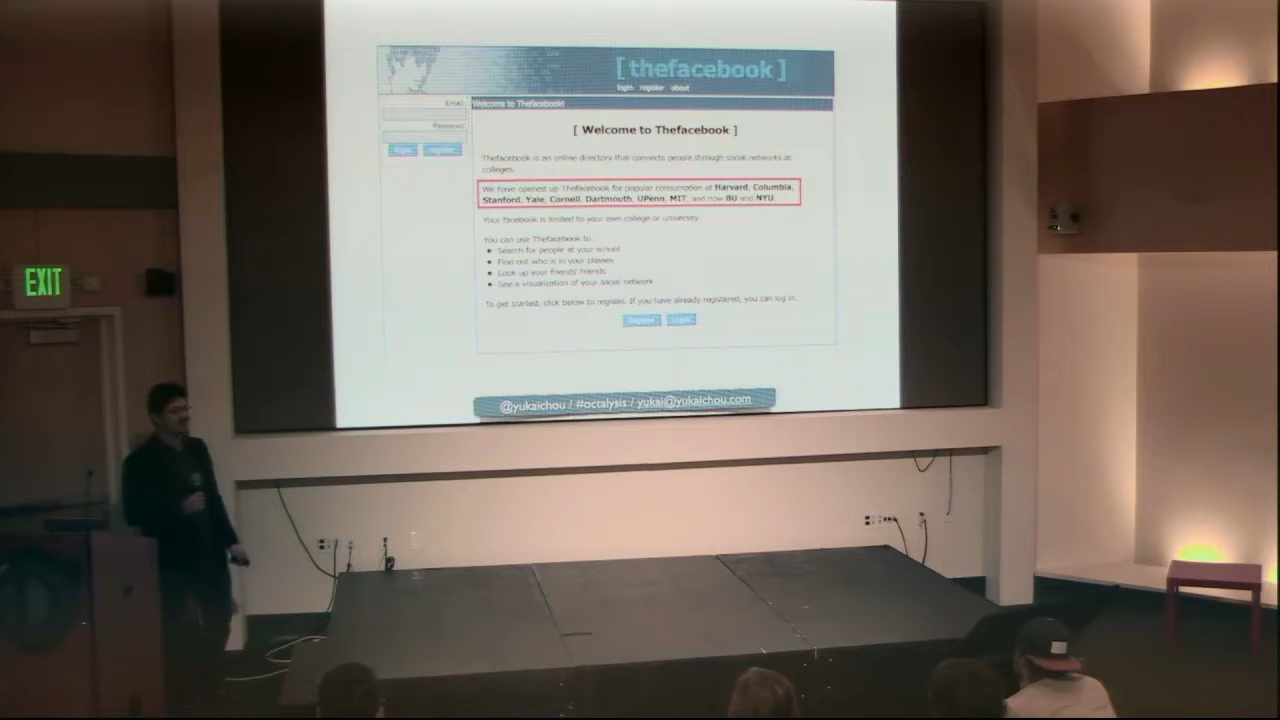 [ thefacebook ]
login register about
Email:
Welcome to Thefacebook!
Password:
[ Welcome to Thefacebook ]
Thefacebook is an online directory that connects people through social networks at
colleges.
We have opened up Thefacebook for popular consumption at Harvard, Columbia,
Stanford, Yale, Cornell, Dartmouth, UPenn, MIT, and now BU and NYU.
Your facebook is limited to your own college or university.
You can use Thefacebook to:
• Search for people at your school
• Find out who is in your classes
• Look up your friends' friends
• See a visualization of your social network
To get started, click below to register. If you have already registered, you can log in.
Register Login
@yukaichou / #octalysis / yukai@yukaichou.com
EXIT